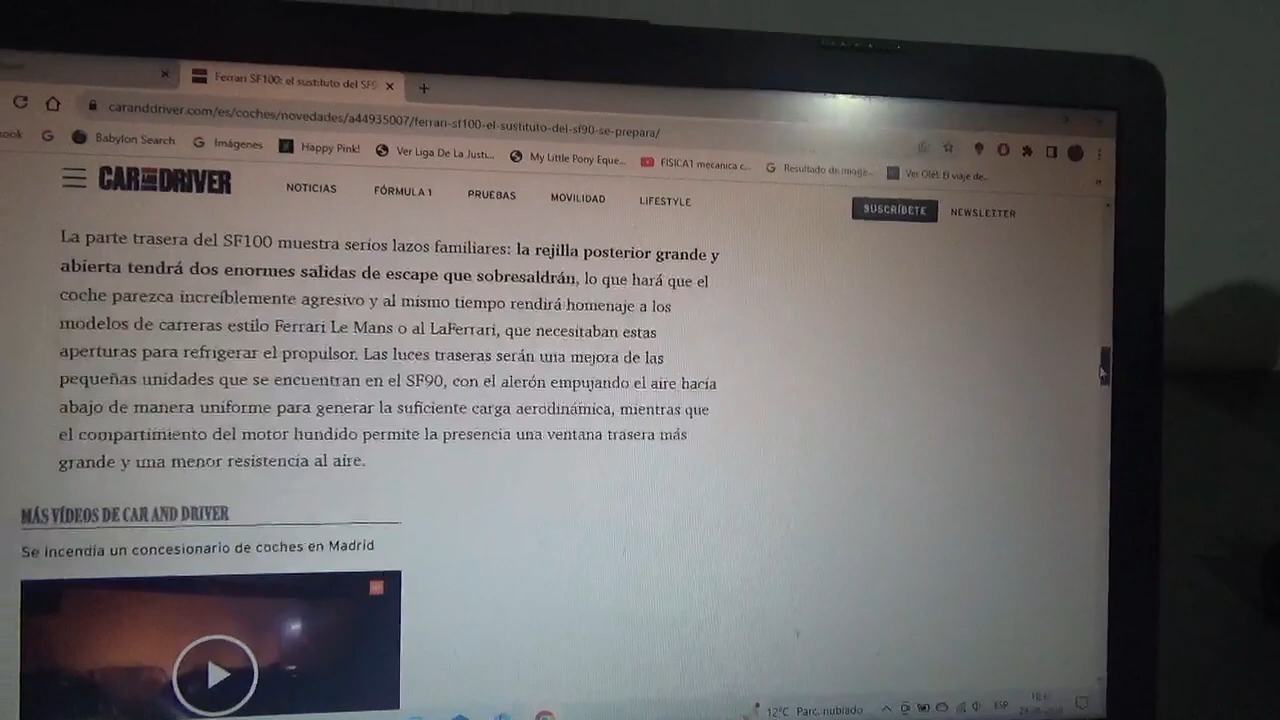 Ferrari SF100: el sustituto del SF9
caranddriver.com/es/coches/novedades/a44935007/ferrari-sf100-el-sustituto-del-sf90-se-prepara/
ook Babylon Search Imágenes Happy Pink! Ver Liga De La Justi... My Little Pony Eque... FISICA1 mecanica c... Resultado de image... Ver Olé!: El viaje de...
CAR AND DRIVER NOTICIAS FÓRMULA 1 PRUEBAS MOVILIDAD LIFESTYLE SUSCRÍBETE NEWSLETTER
La parte trasera del SF100 muestra serios lazos familiares: la rejilla posterior grande y
abierta tendrá dos enormes salidas de escape que sobresaldrán, lo que hará que el
coche parezca increíblemente agresivo y al mismo tiempo rendirá homenaje a los
modelos de carreras estilo Ferrari Le Mans o al LaFerrari, que necesitaban estas
aperturas para refrigerar el propulsor. Las luces traseras serán una mejora de las
pequeñas unidades que se encuentran en el SF90, con el alerón empujando el aire hacia
abajo de manera uniforme para generar la suficiente carga aerodinámica, mientras que
el compartimiento del motor hundido permite la presencia una ventana trasera más
grande y una menor resistencia al aire.
MÁS VÍDEOS DE CAR AND DRIVER
Se incendia un concesionario de coches en Madrid
12°C Parc. nublado ESP